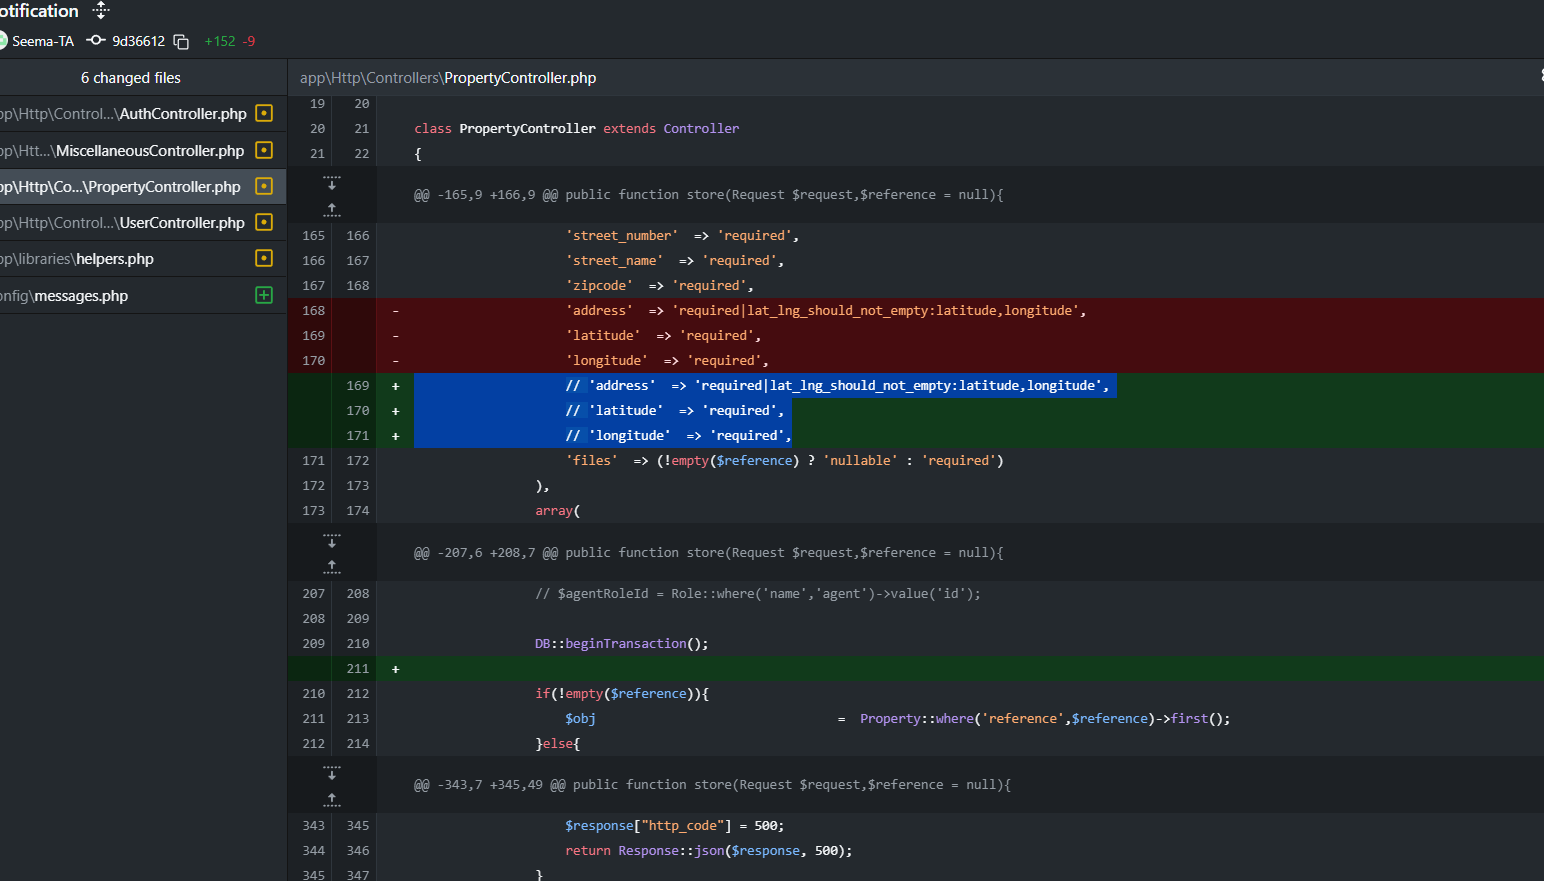 otification
Seema-TA 9d36612 +152 -9
6 changed files
app\Http\Controllers\PropertyController.php
pp\Http\Control...\AuthController.php
pp\Htt...\MiscellaneousController.php
pp\Http\Co...\PropertyController.php
pp\Http\Control...\UserController.php
pp\libraries\helpers.php
onfig\messages.php
19 20
20 21 class PropertyController extends Controller
21 22 {
@@ -165,9 +166,9 @@ public function store(Request $request,$reference = null){
165 166 'street_number' => 'required',
166 167 'street_name' => 'required',
167 168 'zipcode' => 'required',
168 - 'address' => 'required|lat_lng_should_not_empty:latitude,longitude',
169 - 'latitude' => 'required',
170 - 'longitude' => 'required',
169 + // 'address' => 'required|lat_lng_should_not_empty:latitude,longitude',
170 + // 'latitude' => 'required',
171 + // 'longitude' => 'required',
171 172 'files' => (!empty($reference) ? 'nullable' : 'required')
172 173 ),
173 174 array(
@@ -207,6 +208,7 @@ public function store(Request $request,$reference = null){
207 208 // $agentRoleId = Role::where('name','agent')->value('id');
208 209
209 210 DB::beginTransaction();
211 +
210 212 if(!empty($reference)){
211 213 $obj = Property::where('reference',$reference)->first();
212 214 }else{
@@ -343,7 +345,49 @@ public function store(Request $request,$reference = null){
343 345 $response["http_code"] = 500;
344 346 return Response::json($response, 500);
345 347 }